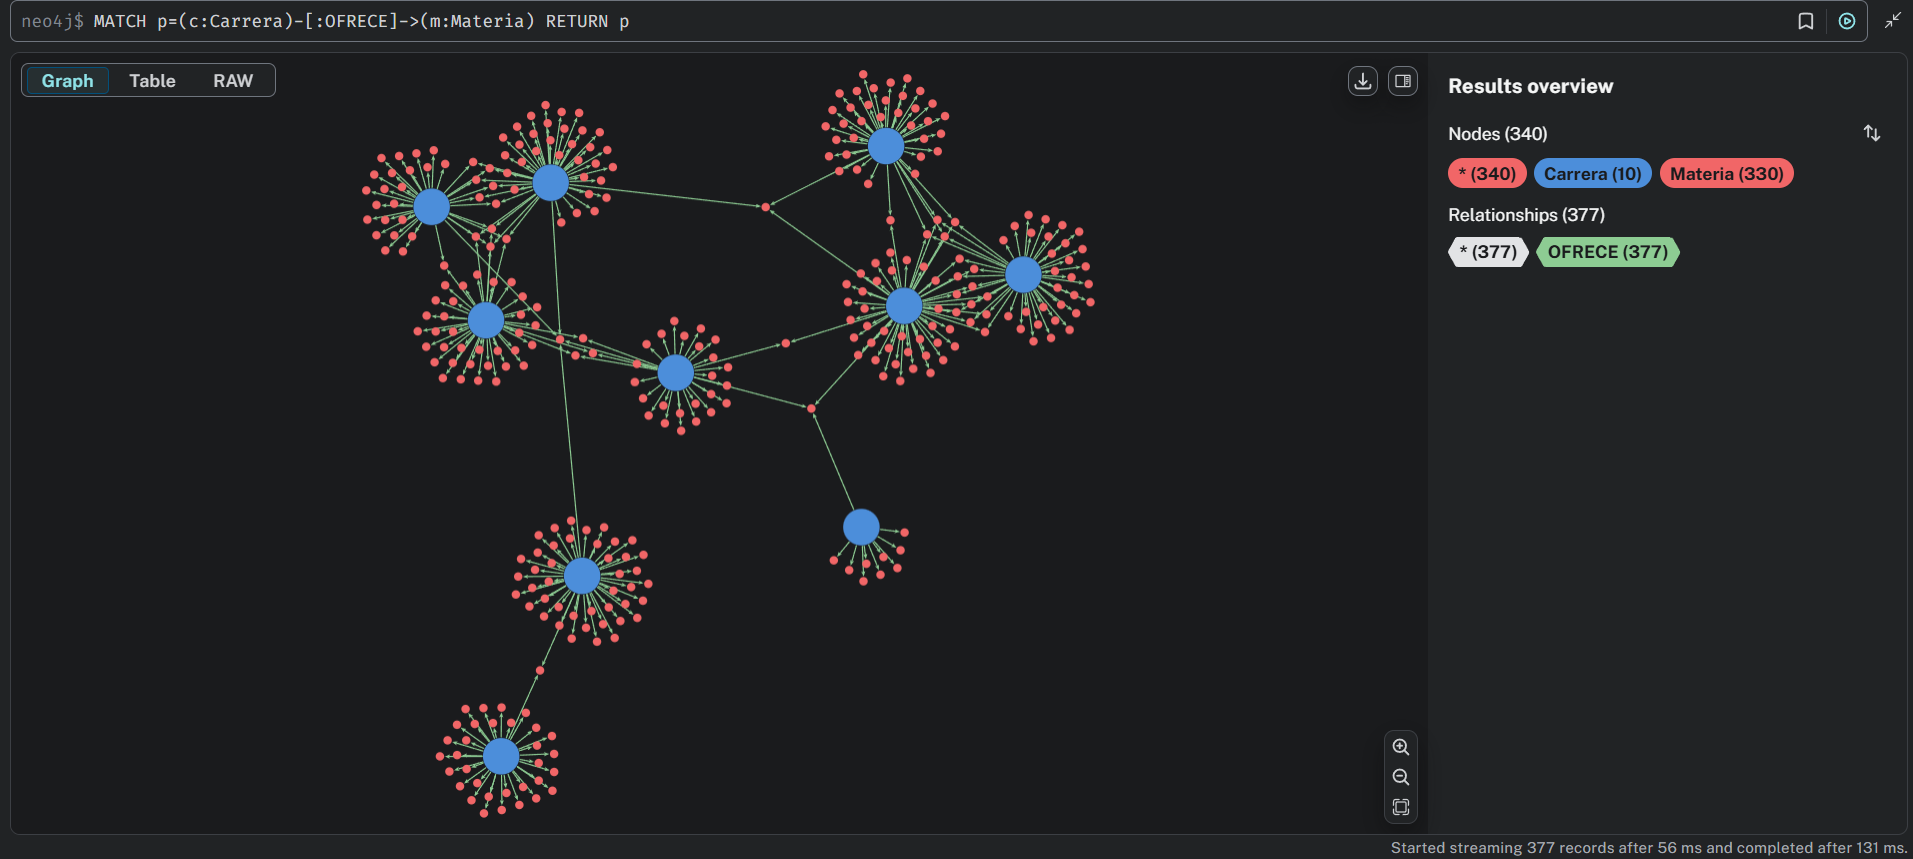 neo4j$ MATCH p=(c:Carrera)-[:OFRECE]->(m:Materia) RETURN p
Graph Table RAW
Results overview
Nodes (340)
* (340) Carrera (10) Materia (330)
Relationships (377)
* (377) OFRECE (377)
Started streaming 377 records after 56 ms and completed after 131 ms.